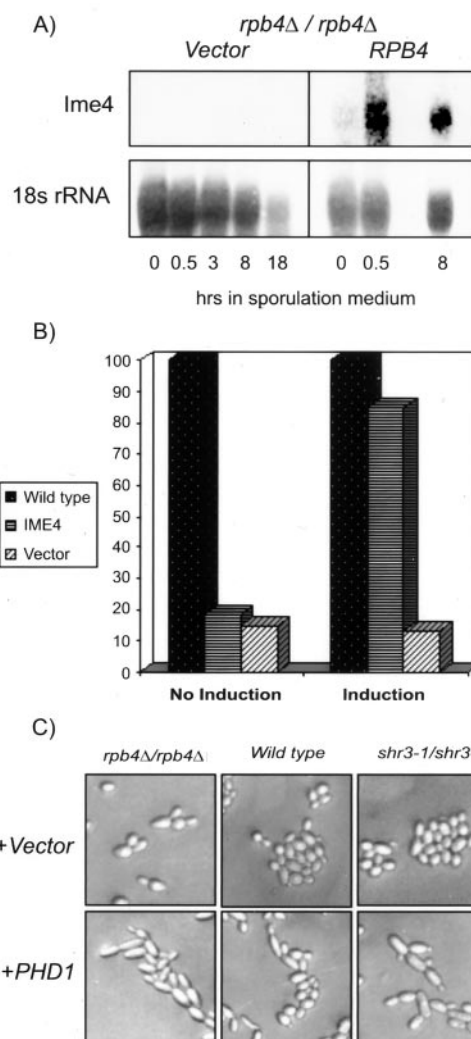 A)
rpb4Δ / rpb4Δ
Vector RPB4
Ime4
18s rRNA
0 0.5 3 8 18 0 0.5 8
hrs in sporulation medium
B)
100
90
80
70
60
50
40
30
20
10
0
Wild type
IME4
Vector
No Induction Induction
C)
rpb4Δ/rpb4Δ Wild type shr3-1/shr3
+Vector
+PHD1